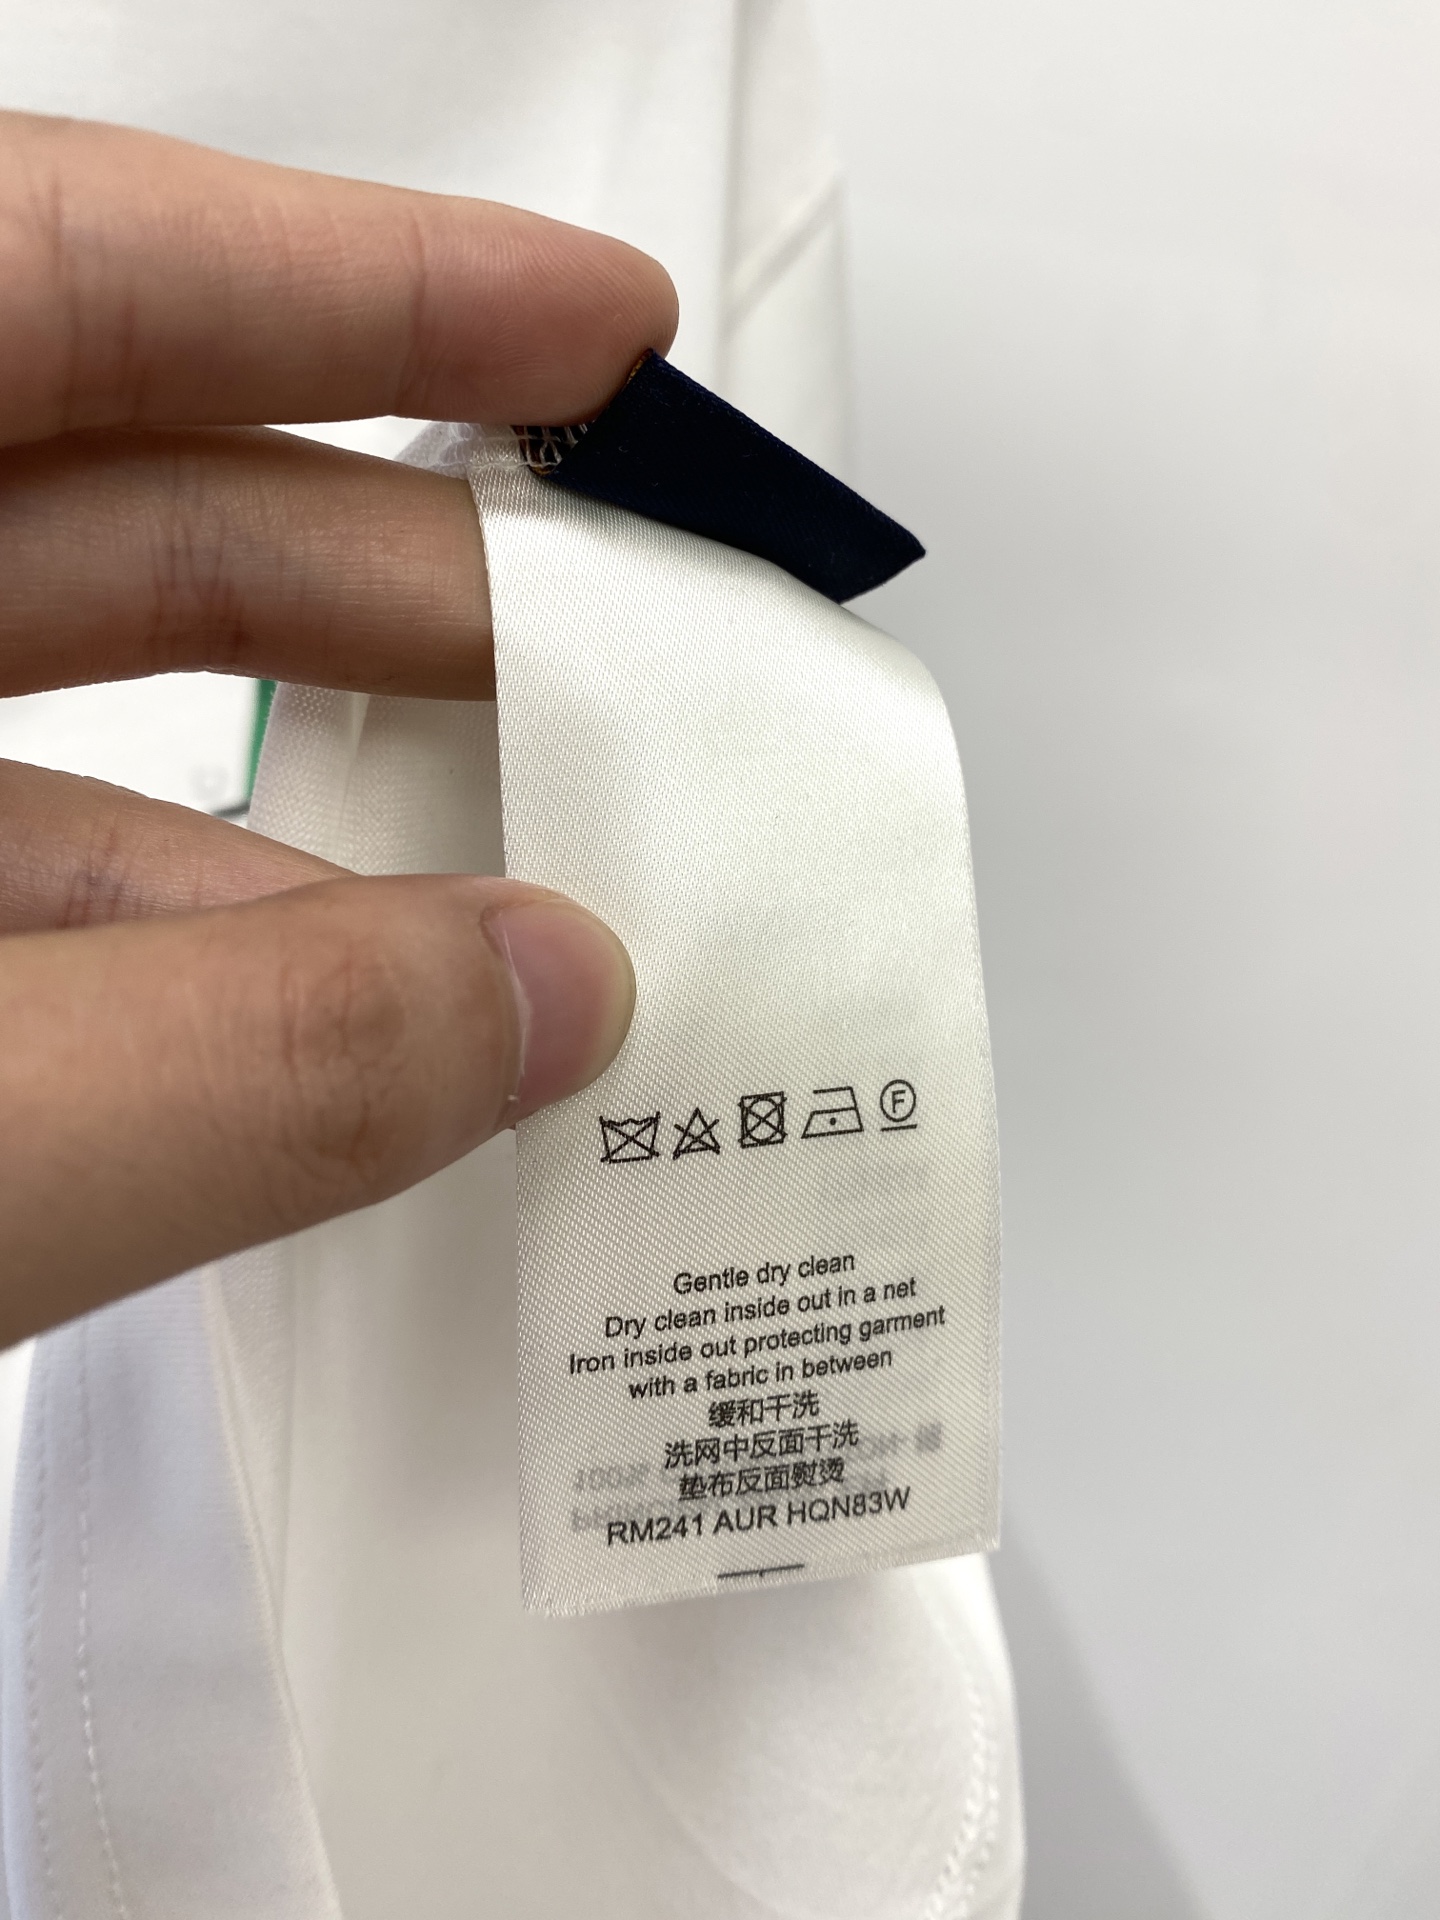 F
Gentle dry clean
Dry clean inside out in a net
Iron inside out protecting garment
with a fabric in between
缓和干洗
洗网中反面干洗
垫布反面熨烫
RM241 AUR HQN83W